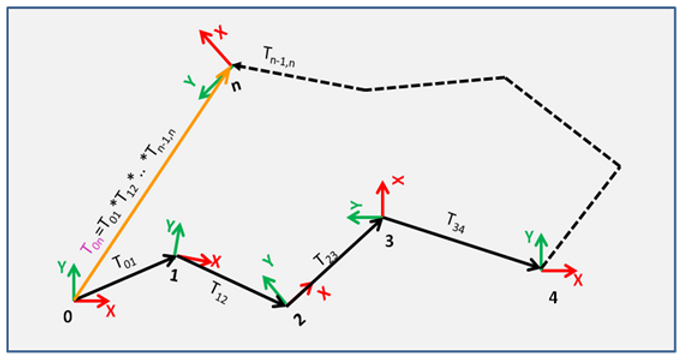 X
Y
n
Tn-1,n
T0n=T01*T12*..*Tn-1,n
Y
X
0
T01
Y
X
1
T12
Y
X
2
T23
X
Y
3
T34
Y
X
4